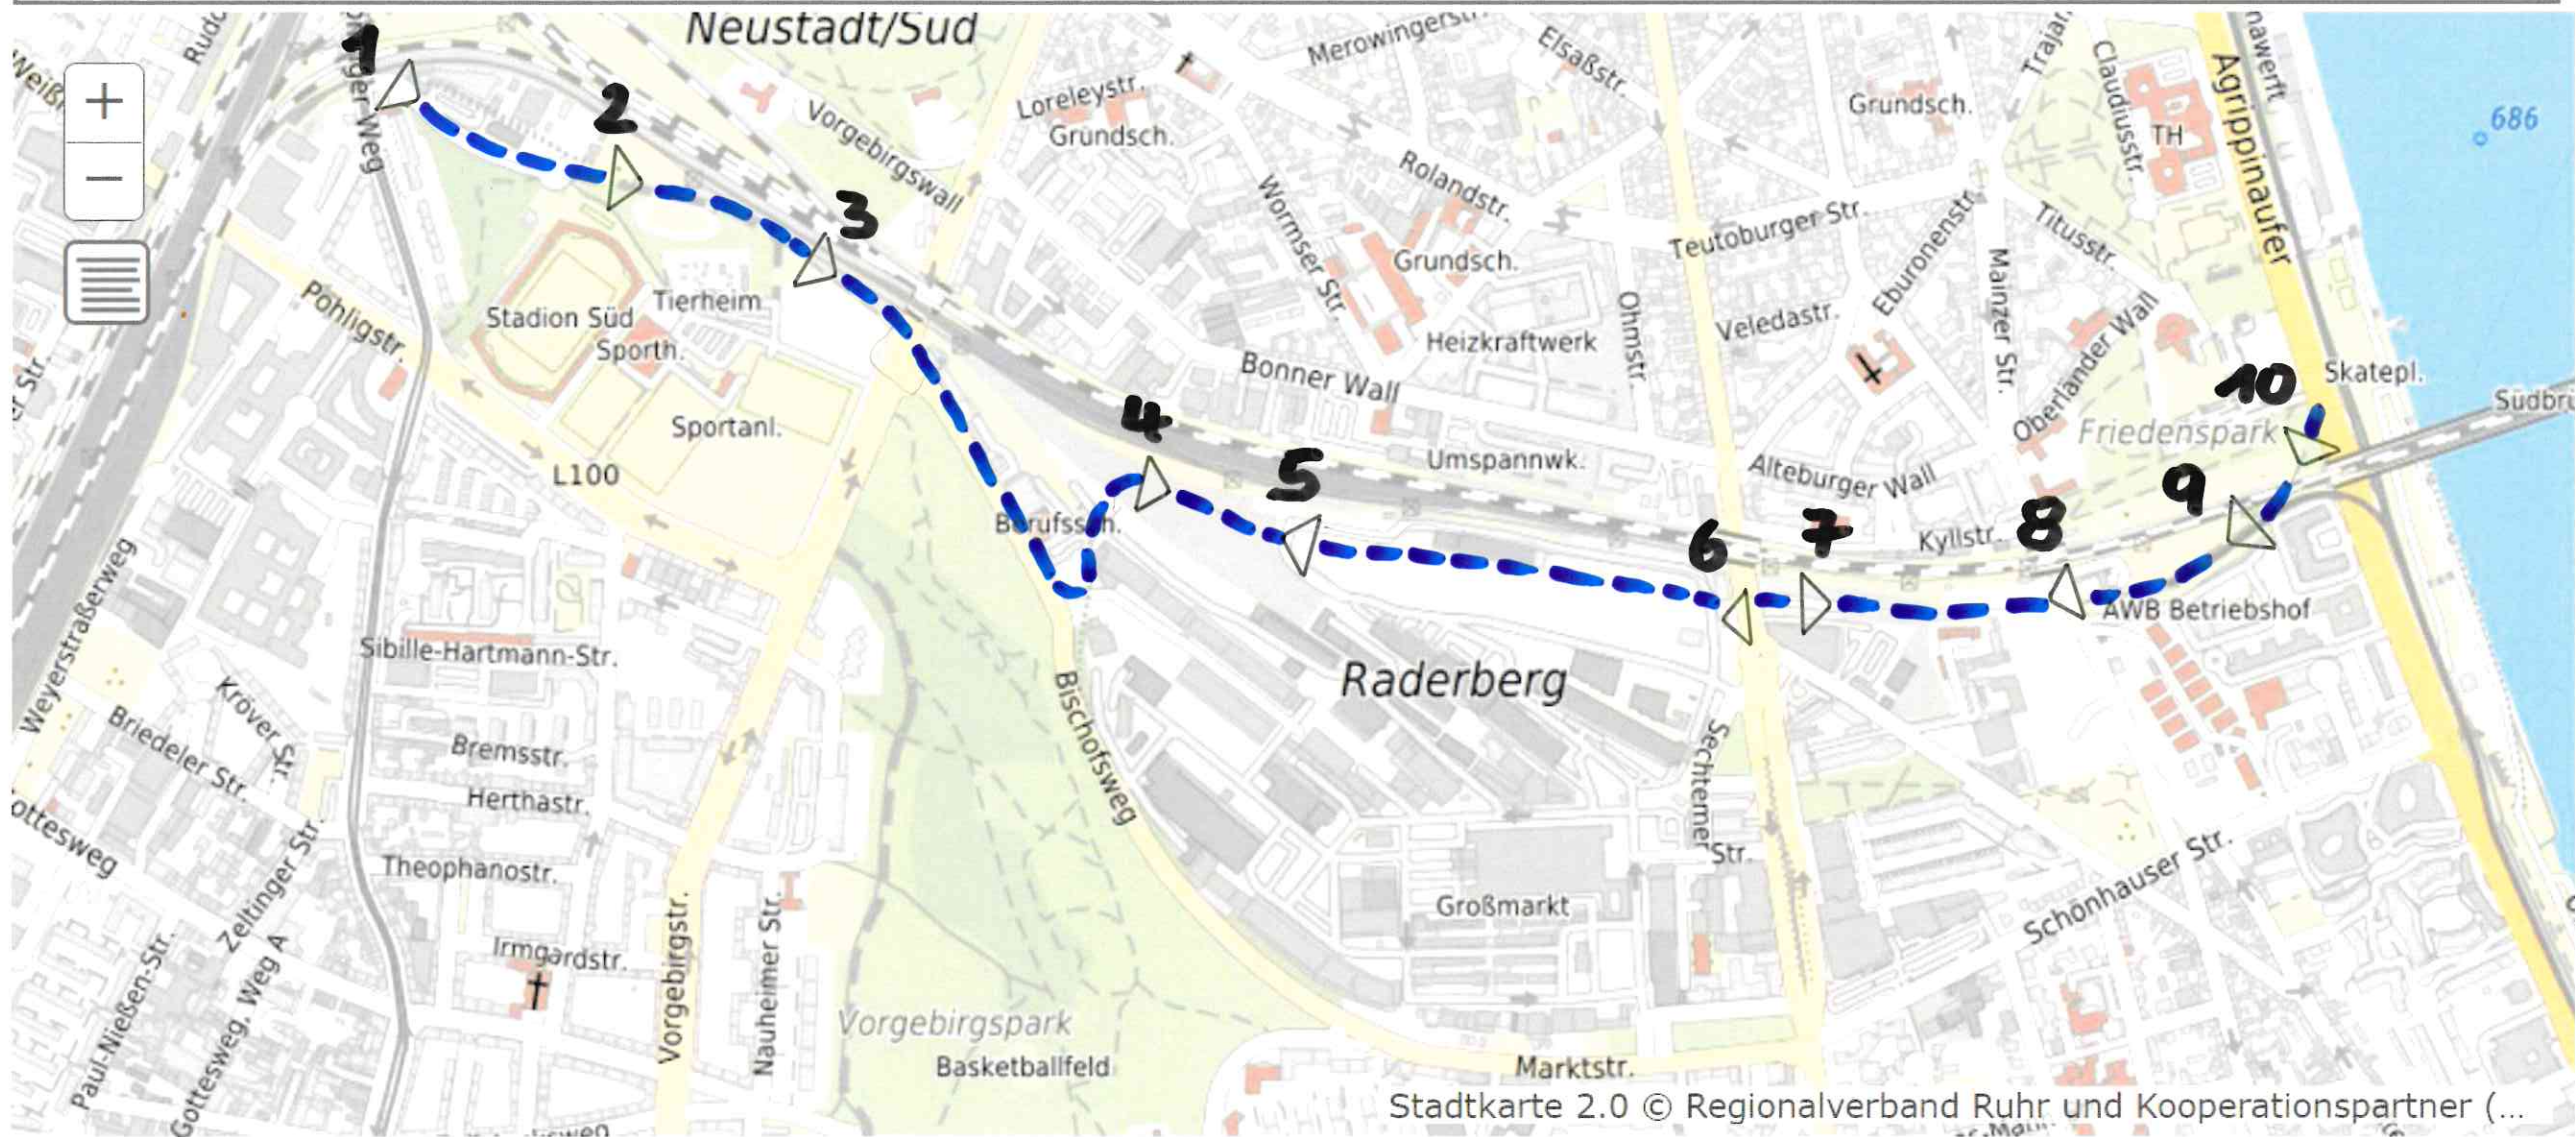 Neustadt/Süd
Merowingerstr.
Elsaßstr.
Claudiusstr.
Agrippinaufer
1
2
3
+
−
Loreleystr.
Grundsch.
Grundsch.
TH
686
Vorgebirgswall
Rolandstr.
Wormser Str.
Teutoburger Str.
Eburonenstr.
Titusstr.
Grundsch.
Mainzer Str.
Pohligstr.
Tierheim
Stadion Süd
Sporth.
Ohmstr.
Veledastr.
Heizkraftwerk
Oberländer Wall
Bonner Wall
Skatepl.
10
4
Sportanl.
Friedenspark
L100
5
Umspannwk.
Alteburger Wall
9
Berufssch.
6
7
Kyllstr.
8
AWB Betriebshof
Weyerstraßerweg
Sibille-Hartmann-Str.
Raderberg
Kröver Str.
Briedeler Str.
Bischofsweg
Sechtemer Str.
Bremsstr.
Herthastr.
Theophanostr.
Zeltinger Str.
Schönhauser Str.
Großmarkt
Irmgardstr.
Paul-Nießen-Str.
Gottesweg, Weg A
Vorgebirgstr.
Nauheimer Str.
Vorgebirgspark
Basketballfeld
Marktstr.
Stadtkarte 2.0 © Regionalverband Ruhr und Kooperationspartner (...